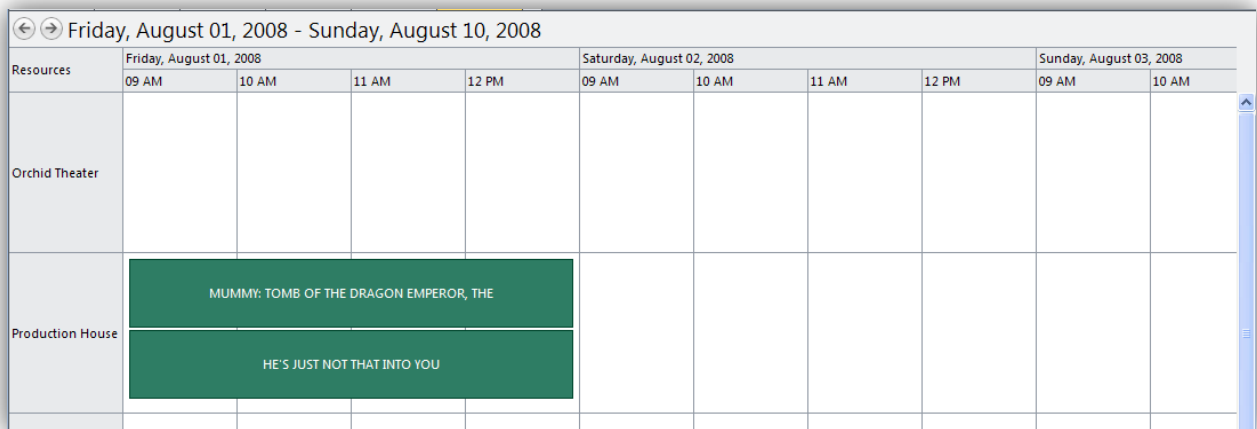 Friday, August 01, 2008 - Sunday, August 10, 2008
Resources
Friday, August 01, 2008 Saturday, August 02, 2008 Sunday, August 03, 2008
09 AM 10 AM 11 AM 12 PM 09 AM 10 AM 11 AM 12 PM 09 AM 10 AM
Orchid Theater
MUMMY: TOMB OF THE DRAGON EMPEROR, THE
Production House
HE'S JUST NOT THAT INTO YOU